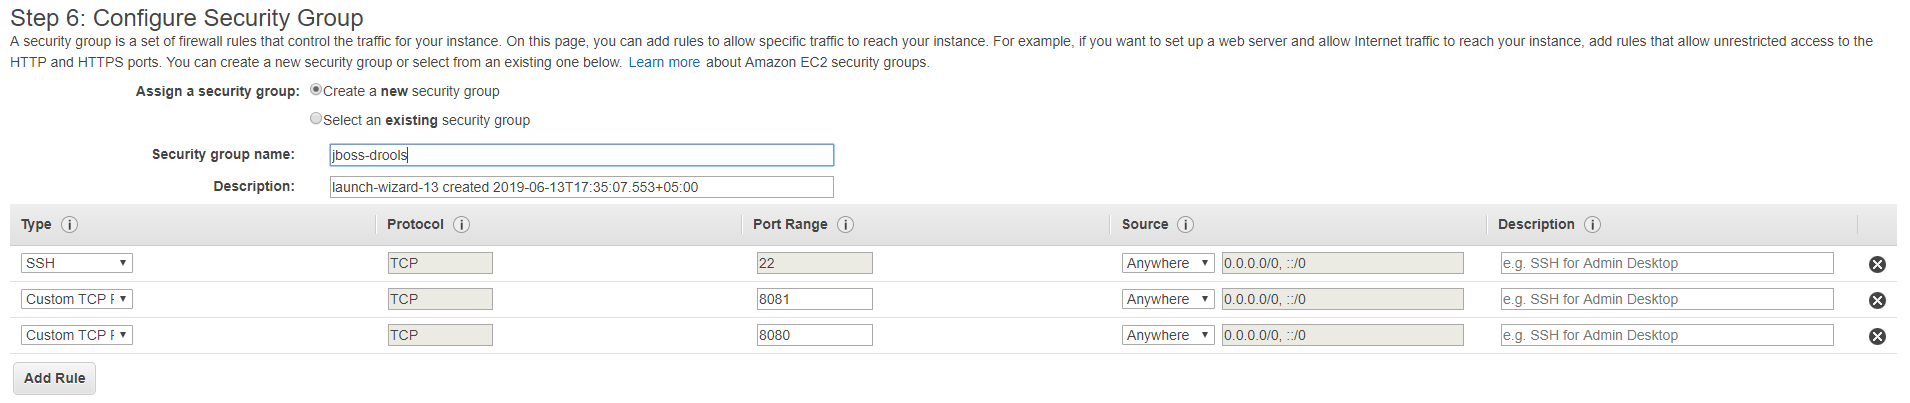 Step 6: Configure Security Group
A security group is a set of firewall rules that control the traffic for your instance. On this page, you can add rules to allow specific traffic to reach your instance. For example, if you want to set up a web server and allow Internet traffic to reach your instance, add rules that allow unrestricted access to the
HTTP and HTTPS ports. You can create a new security group or select from an existing one below. Learn more about Amazon EC2 security groups.
Assign a security group: Create a new security group
Select an existing security group
Security group name: jboss-drools
Description: launch-wizard-13 created 2019-06-13T17:35:07.553+05:00
Type i Protocol i Port Range i Source i Description i
SSH TCP 22 Anywhere 0.0.0.0/0, ::/0 e.g. SSH for Admin Desktop
Custom TCP TCP 8081 Anywhere 0.0.0.0/0, ::/0 e.g. SSH for Admin Desktop
Custom TCP TCP 8080 Anywhere 0.0.0.0/0, ::/0 e.g. SSH for Admin Desktop
Add Rule